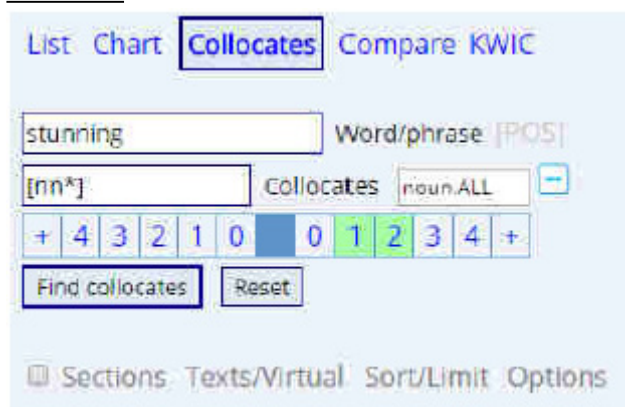 List Chart Collocates Compare KWIC
stunning Word/phrase [POS]
[nn*] Collocates noun.ALL −
+ 4 3 2 1 0 0 1 2 3 4 +
Find collocates Reset
Sections Texts/Virtual Sort/Limit Options